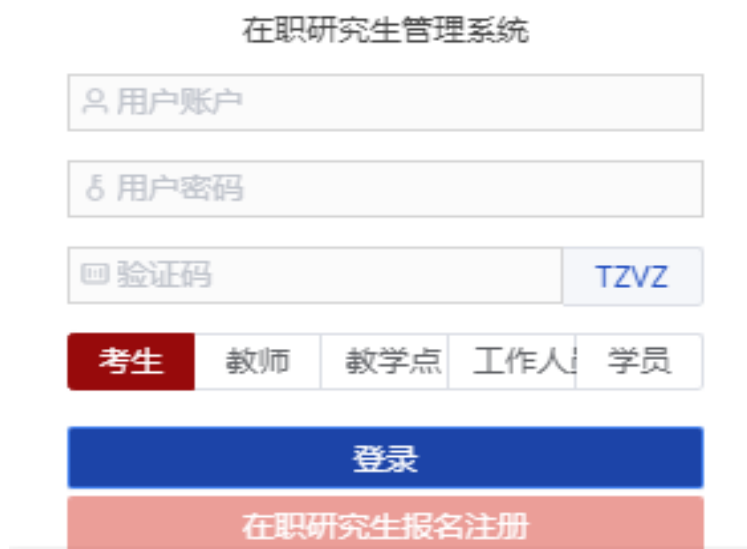 在职研究生管理系统
用户账户
用户密码
验证码 TZVZ
考生 教师 教学点 工作人 学员
登录
在职研究生报名注册